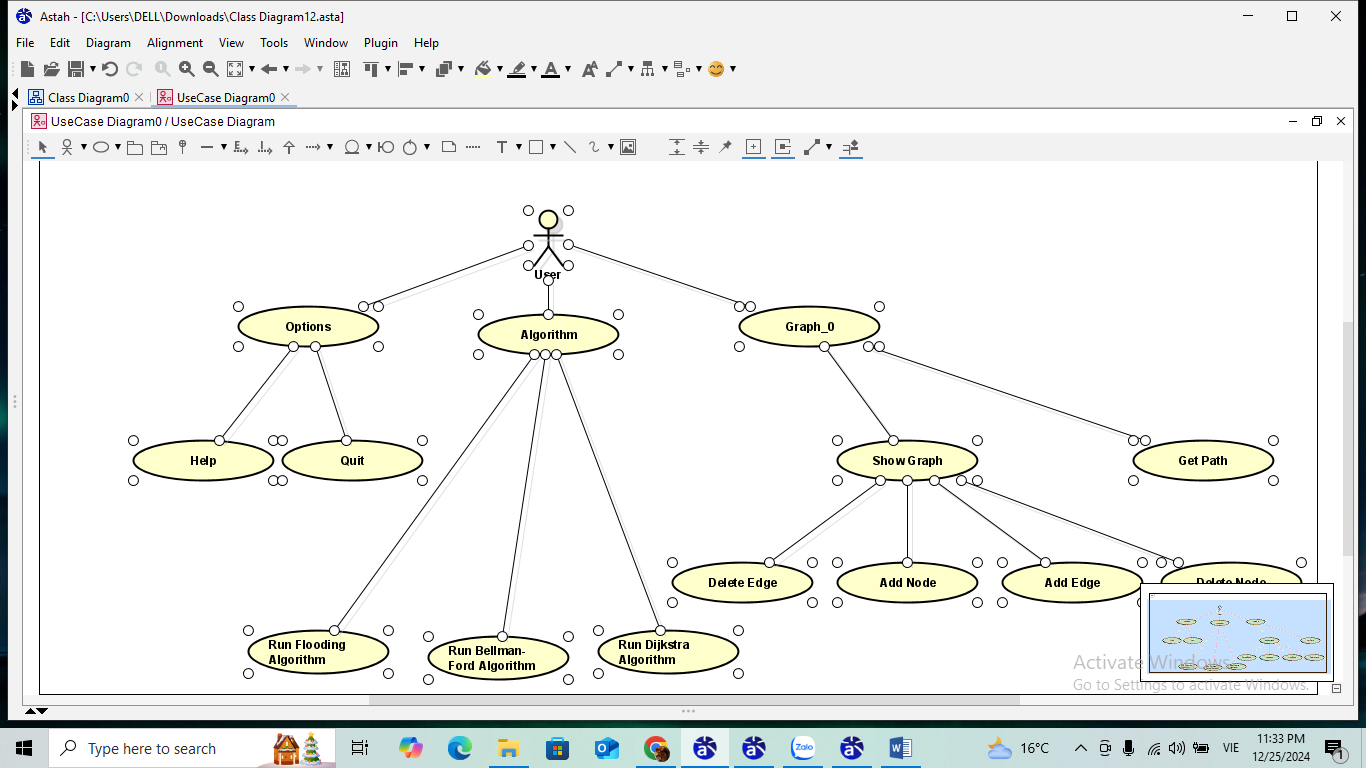 Astah - [C:\Users\DELL\Downloads\Class Diagram12.asta]
File Edit Diagram Alignment View Tools Window Plugin Help
Class Diagram0 UseCase Diagram0
UseCase Diagram0 / UseCase Diagram
User
Options Algorithm Graph_0
Help Quit Show Graph Get Path
Delete Edge Add Node Add Edge Delete Node
Run Flooding
Algorithm
Run Bellman-
Ford Algorithm
Run Dijkstra
Algorithm
Activate Windows
Go to Settings to activate Windows.
Type here to search
Zalo
16°C
VIE
11:33 PM
12/25/2024
1